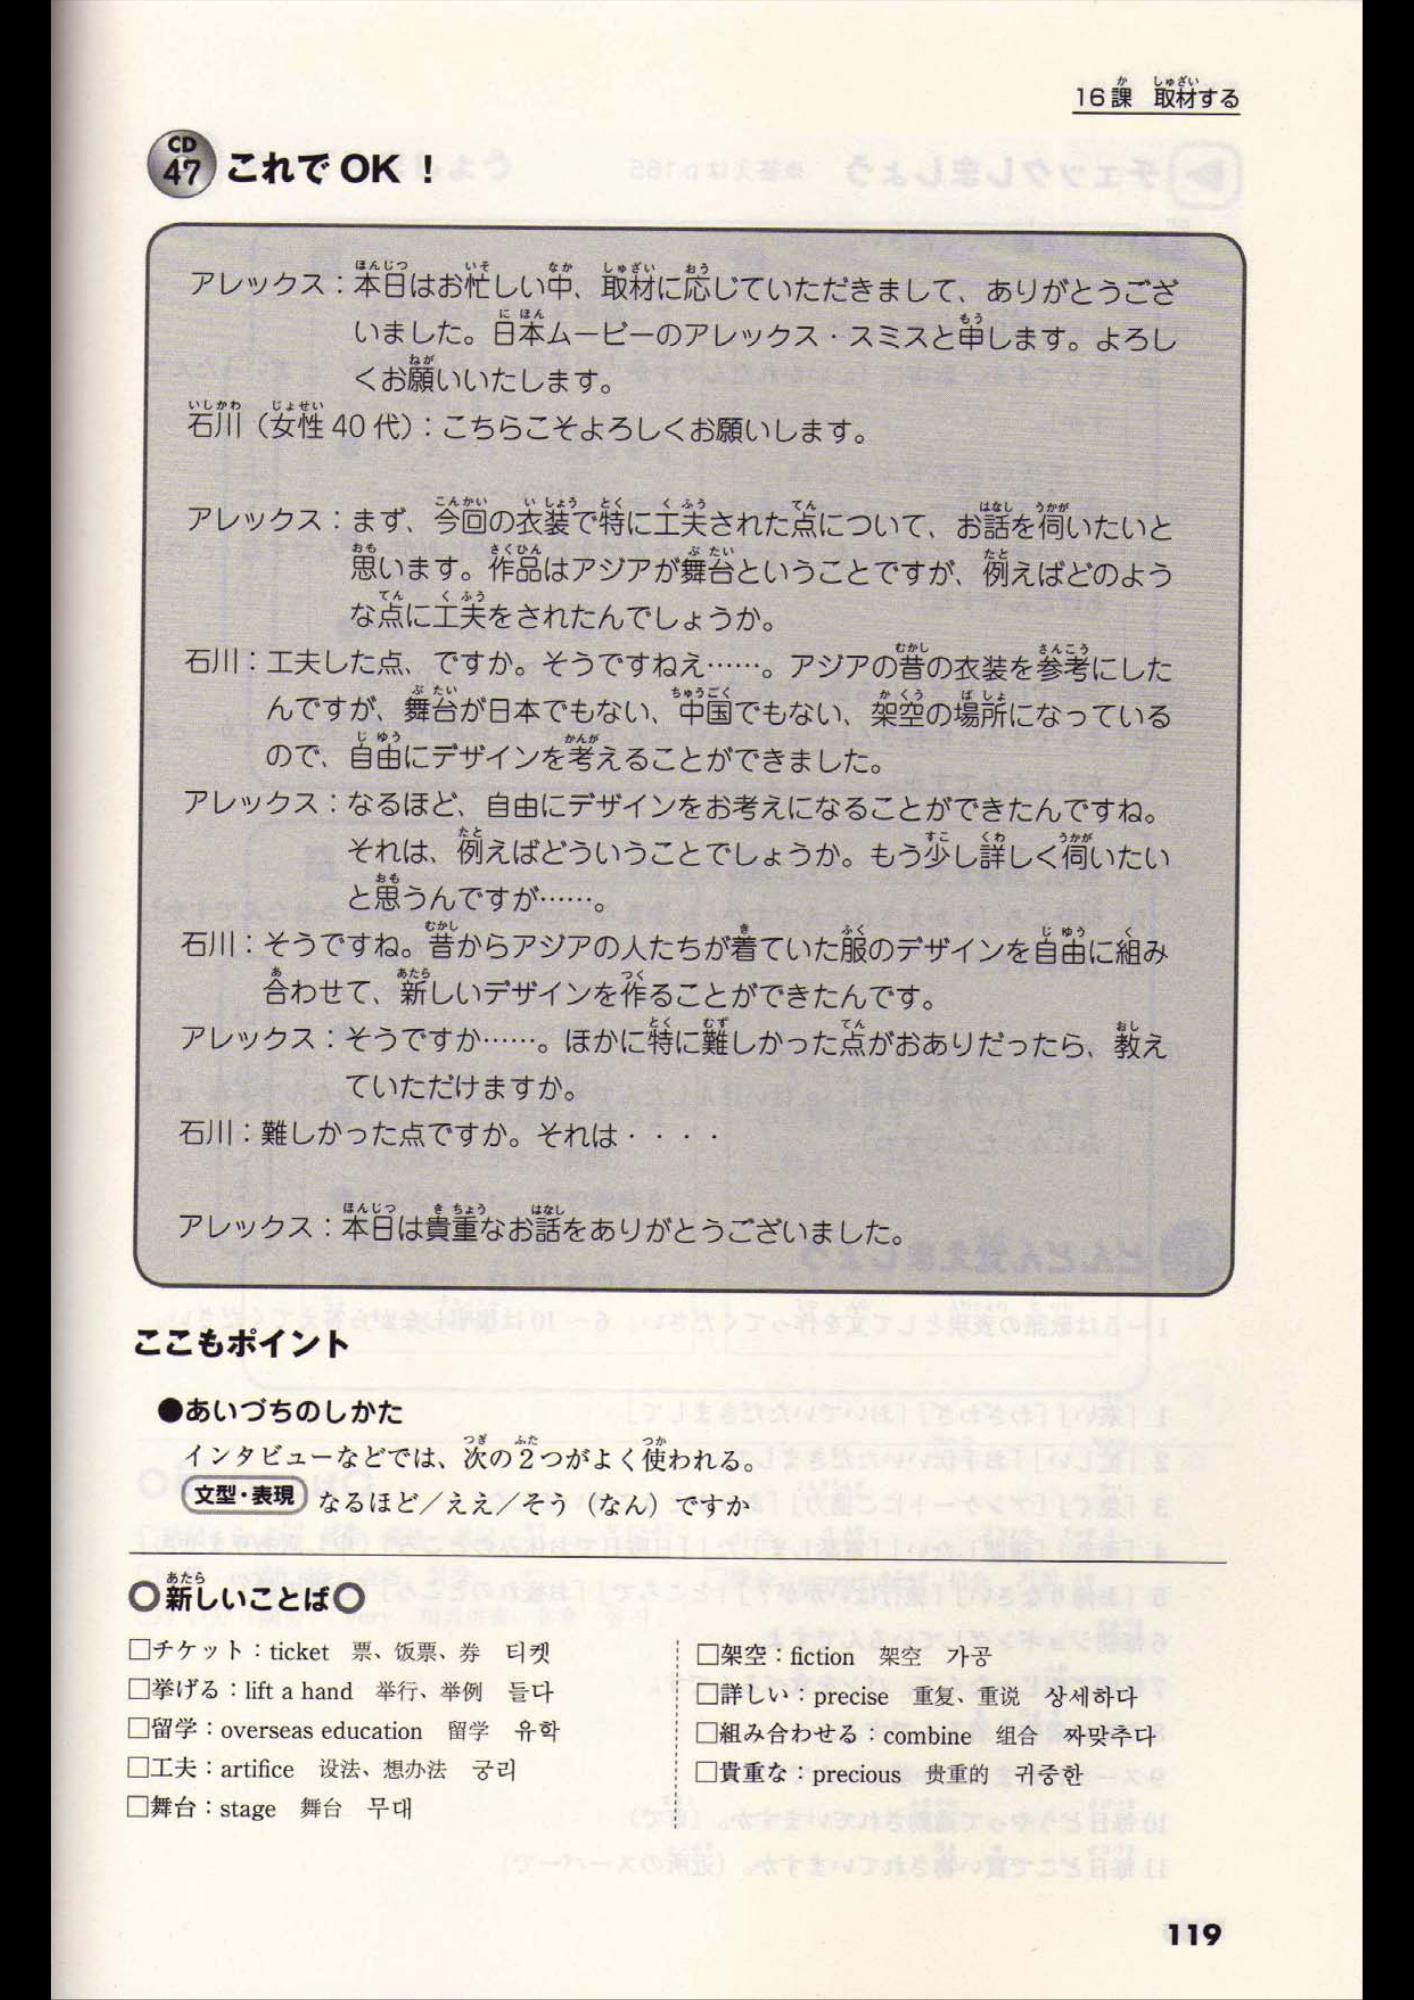 16課　取材する
CD 47 これでOK！
アレックス：本日はお忙しい中、取材に応じていただきまして、ありがとうござ
いました。日本ムービーのアレックス・スミスと申します。よろし
くお願いいたします。
石川（女性40代）：こちらこそよろしくお願いします。
アレックス：まず、今回の衣装で特に工夫された点について、お話を伺いたいと
思います。作品はアジアが舞台ということですが、例えばどのよう
な点に工夫をされたんでしょうか。
石川：工夫した点、ですか。そうですねえ……。アジアの昔の衣装を参考にした
んですが、舞台が日本でもない、中国でもない、架空の場所になっている
ので、自由にデザインを考えることができました。
アレックス：なるほど、自由にデザインをお考えになることができたんですね。
それは、例えばどういうことでしょうか。もう少し詳しく伺いたい
と思うんですが……。
石川：そうですね。昔からアジアの人たちが着ていた服のデザインを自由に組み
合わせて、新しいデザインを作ることができたんです。
アレックス：そうですか……。ほかに特に難しかった点がおありだったら、教え
ていただけますか。
石川：難しかった点ですか。それは・・・・
アレックス：本日は貴重なお話をありがとうございました。
ここもポイント
●あいづちのしかた
インタビューなどでは、次の2つがよく使われる。
文型・表現 なるほど／ええ／そう（なん）ですか
○新しいことば○
□チケット：ticket　票、饭票、券　티켓
□挙げる：lift a hand　举行、举例　들다
□留学：overseas education　留学　유학
□工夫：artifice　设法、想办法　궁리
□舞台：stage　舞台　무대
□架空：fiction　架空　가공
□詳しい：precise　重复、重说　상세하다
□組み合わせる：combine　组合　짜맞추다
□貴重な：precious　贵重的　귀중한
119